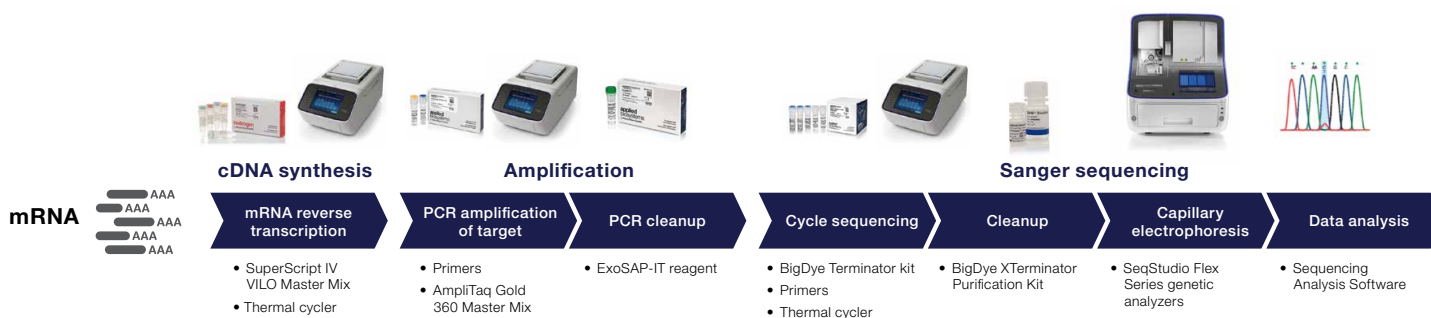 cDNA synthesis
Amplification
Sanger sequencing
mRNA
AAA
AAA
AAA
AAA
AAA
mRNA reverse
transcription
PCR amplification
of target
PCR cleanup
Cycle sequencing
Cleanup
Capillary
electrophoresis
Data analysis
• SuperScript IV
VILO Master Mix
• Thermal cycler
• Primers
• AmpliTaq Gold
360 Master Mix
• ExoSAP-IT reagent
• BigDye Terminator kit
• Primers
• Thermal cycler
• BigDye XTerminator
Purification Kit
• SeqStudio Flex
Series genetic
analyzers
• Sequencing
Analysis Software
applied
biosystems